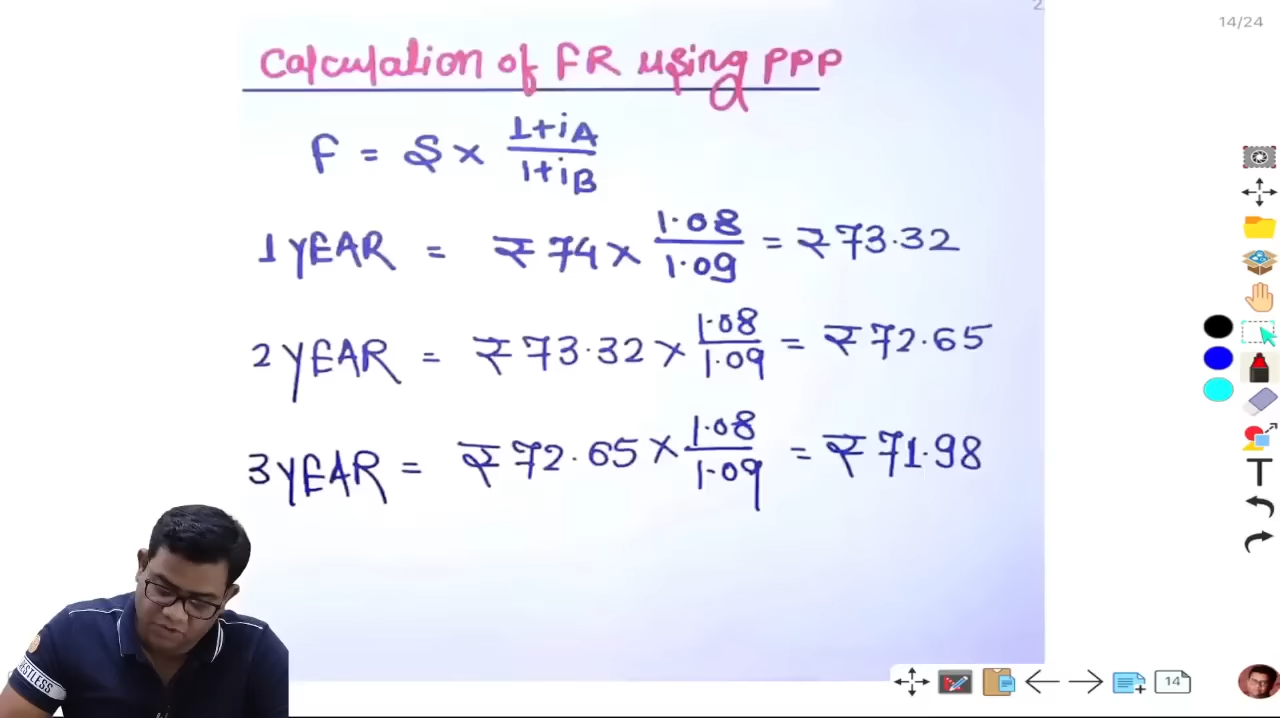 14/24
Calculation of FR using PPP
F = S × 1+iA / 1+iB
1 YEAR = ₹ 74 × 1.08 / 1.09 = ₹ 73.32
2 YEAR = ₹ 73.32 × 1.08 / 1.09 = ₹ 72.65
3 YEAR = ₹ 72.65 × 1.08 / 1.09 = ₹ 71.98
T
14